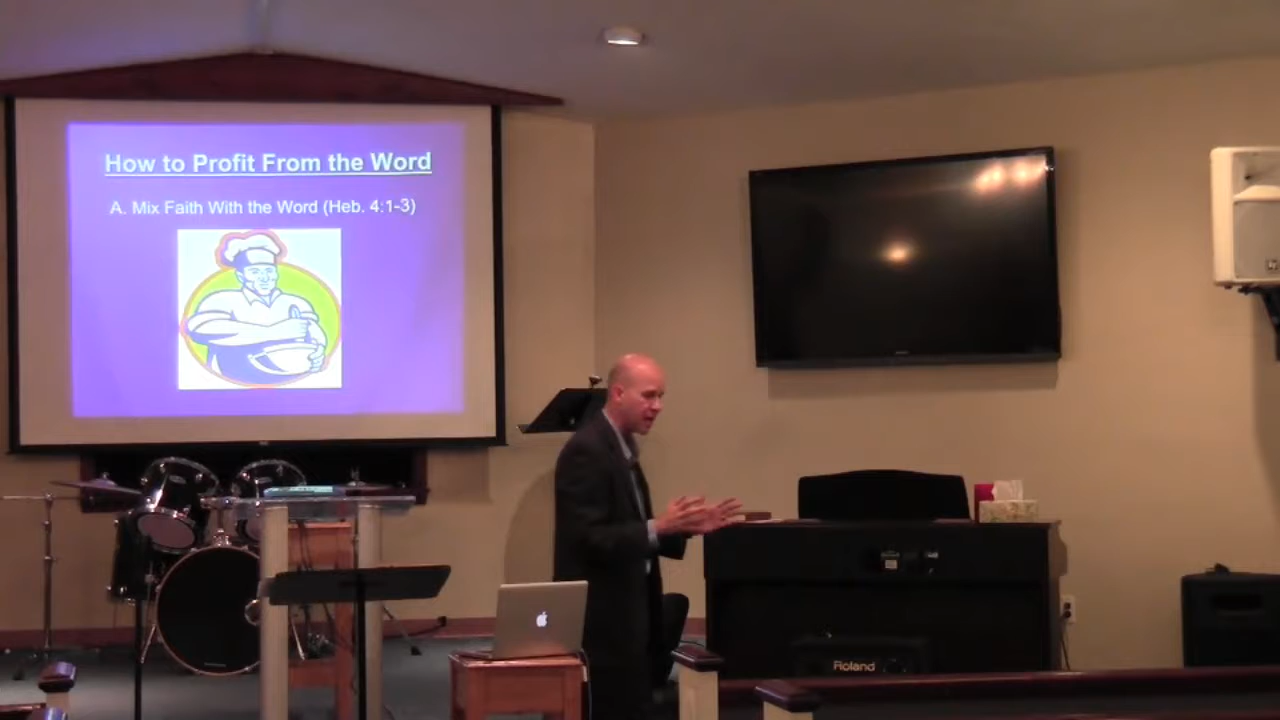 How to Profit From the Word
A. Mix Faith With the Word (Heb. 4:1-3)
Roland